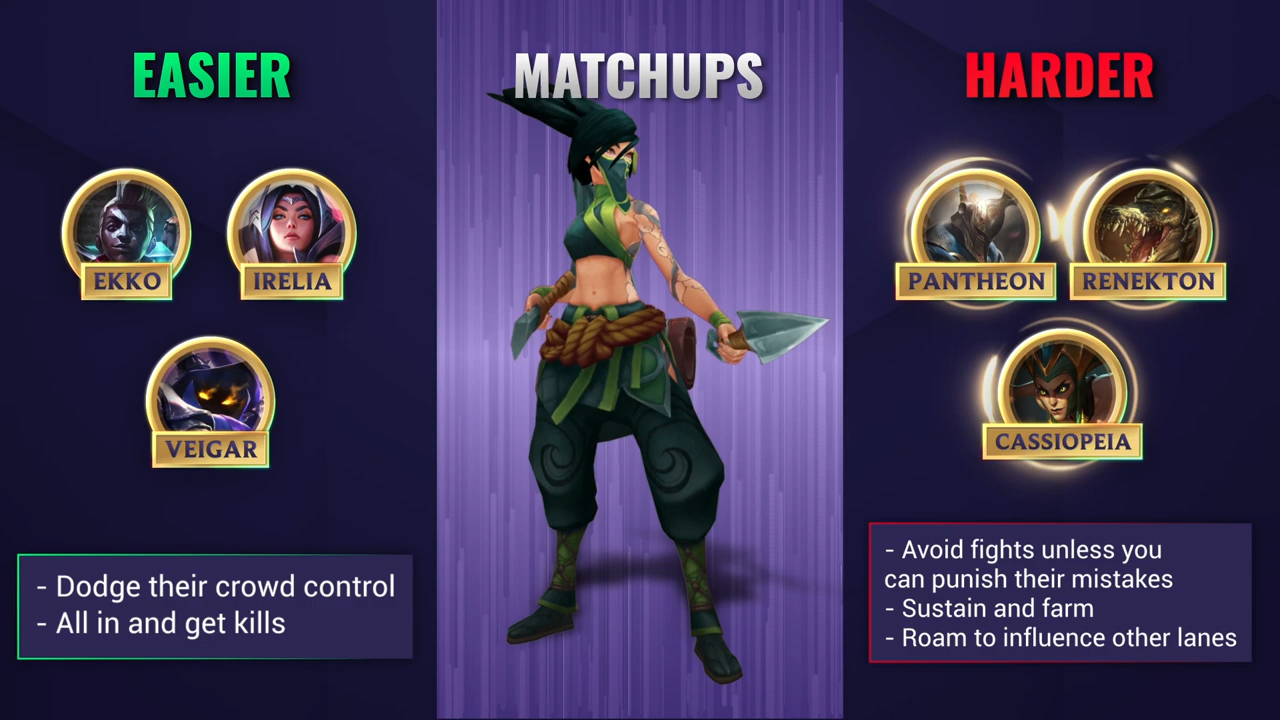 EASIER
MATCHUPS
HARDER
EKKO
IRELIA
VEIGAR
PANTHEON
RENEKTON
CASSIOPEIA
- Dodge their crowd control
- All in and get kills
- Avoid fights unless you
can punish their mistakes
- Sustain and farm
- Roam to influence other lanes